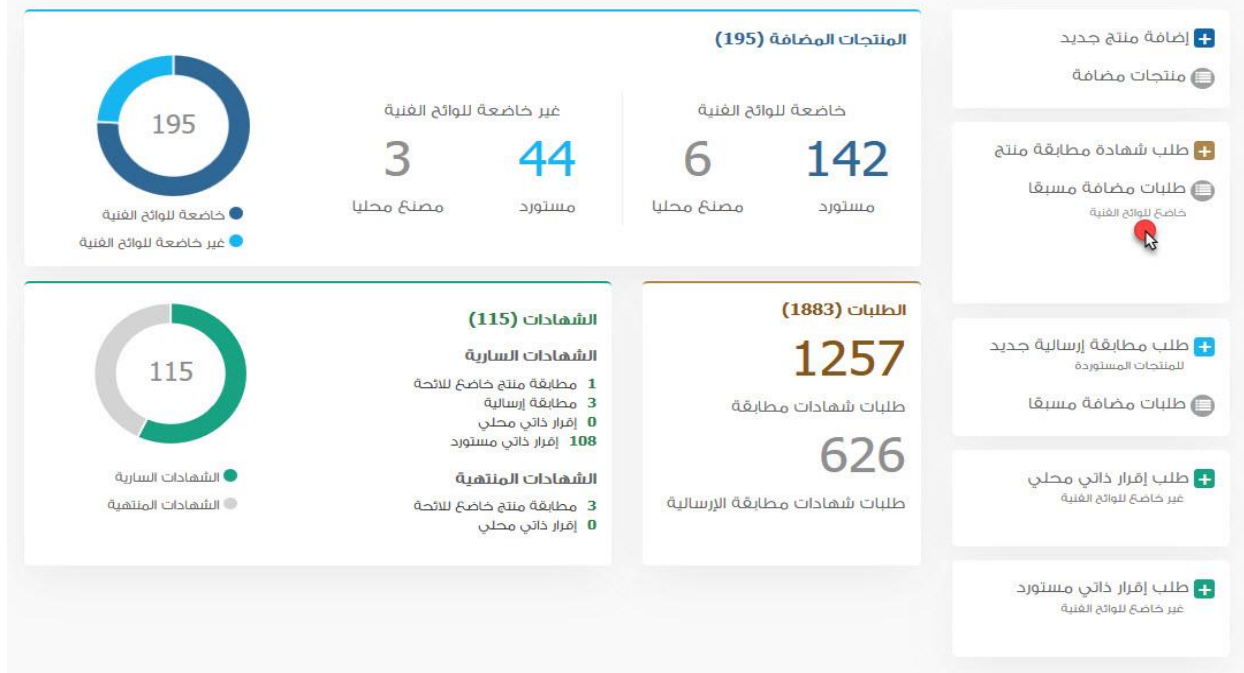 إضافة منتج جديد
منتجات مضافة
طلب شهادة مطابقة منتج
طلبات مضافة مسبقا
خاضع للوائح الفنية
طلب مطابقة إرسالية جديد
للمنتجات المستوردة
طلبات مضافة مسبقا
طلب إقرار ذاتي محلي
غير خاضع للوائح الفنية
طلب إقرار ذاتي مستورد
غير خاضع للوائح الفنية
المنتجات المضافة (195)
خاضعة للوائح الفنية
142 6
مستورد مصنع محليا
غير خاضعة للوائح الفنية
44 3
مستورد مصنع محليا
195
خاضعة للوائح الفنية
غير خاضعة للوائح الفنية
الطلبات (1883)
1257
طلبات شهادات مطابقة
626
طلبات شهادات مطابقة الإرسالية
الشهادات (115)
الشهادات السارية
1 مطابقة منتج خاضع للائحة
3 مطابقة إرسالية
0 إقرار ذاتي محلي
108 إقرار ذاتي مستورد
الشهادات المنتهية
3 مطابقة منتج خاضع للائحة
0 إقرار ذاتي محلي
115
الشهادات السارية
الشهادات المنتهية